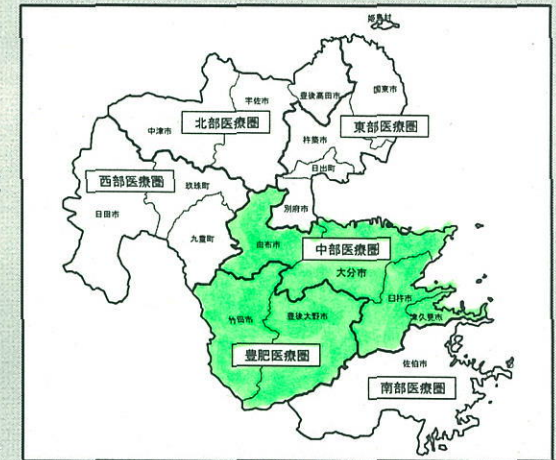 姫島村
国東市
豊後高田市
宇佐市
北部医療圏
東部医療圏
中津市
杵築市
日出町
西部医療圏
玖珠町
別府市
日田市
九重町
由布市
中部医療圏
大分市
臼杵市
津久見市
竹田市
豊後大野市
豊肥医療圏
佐伯市
南部医療圏